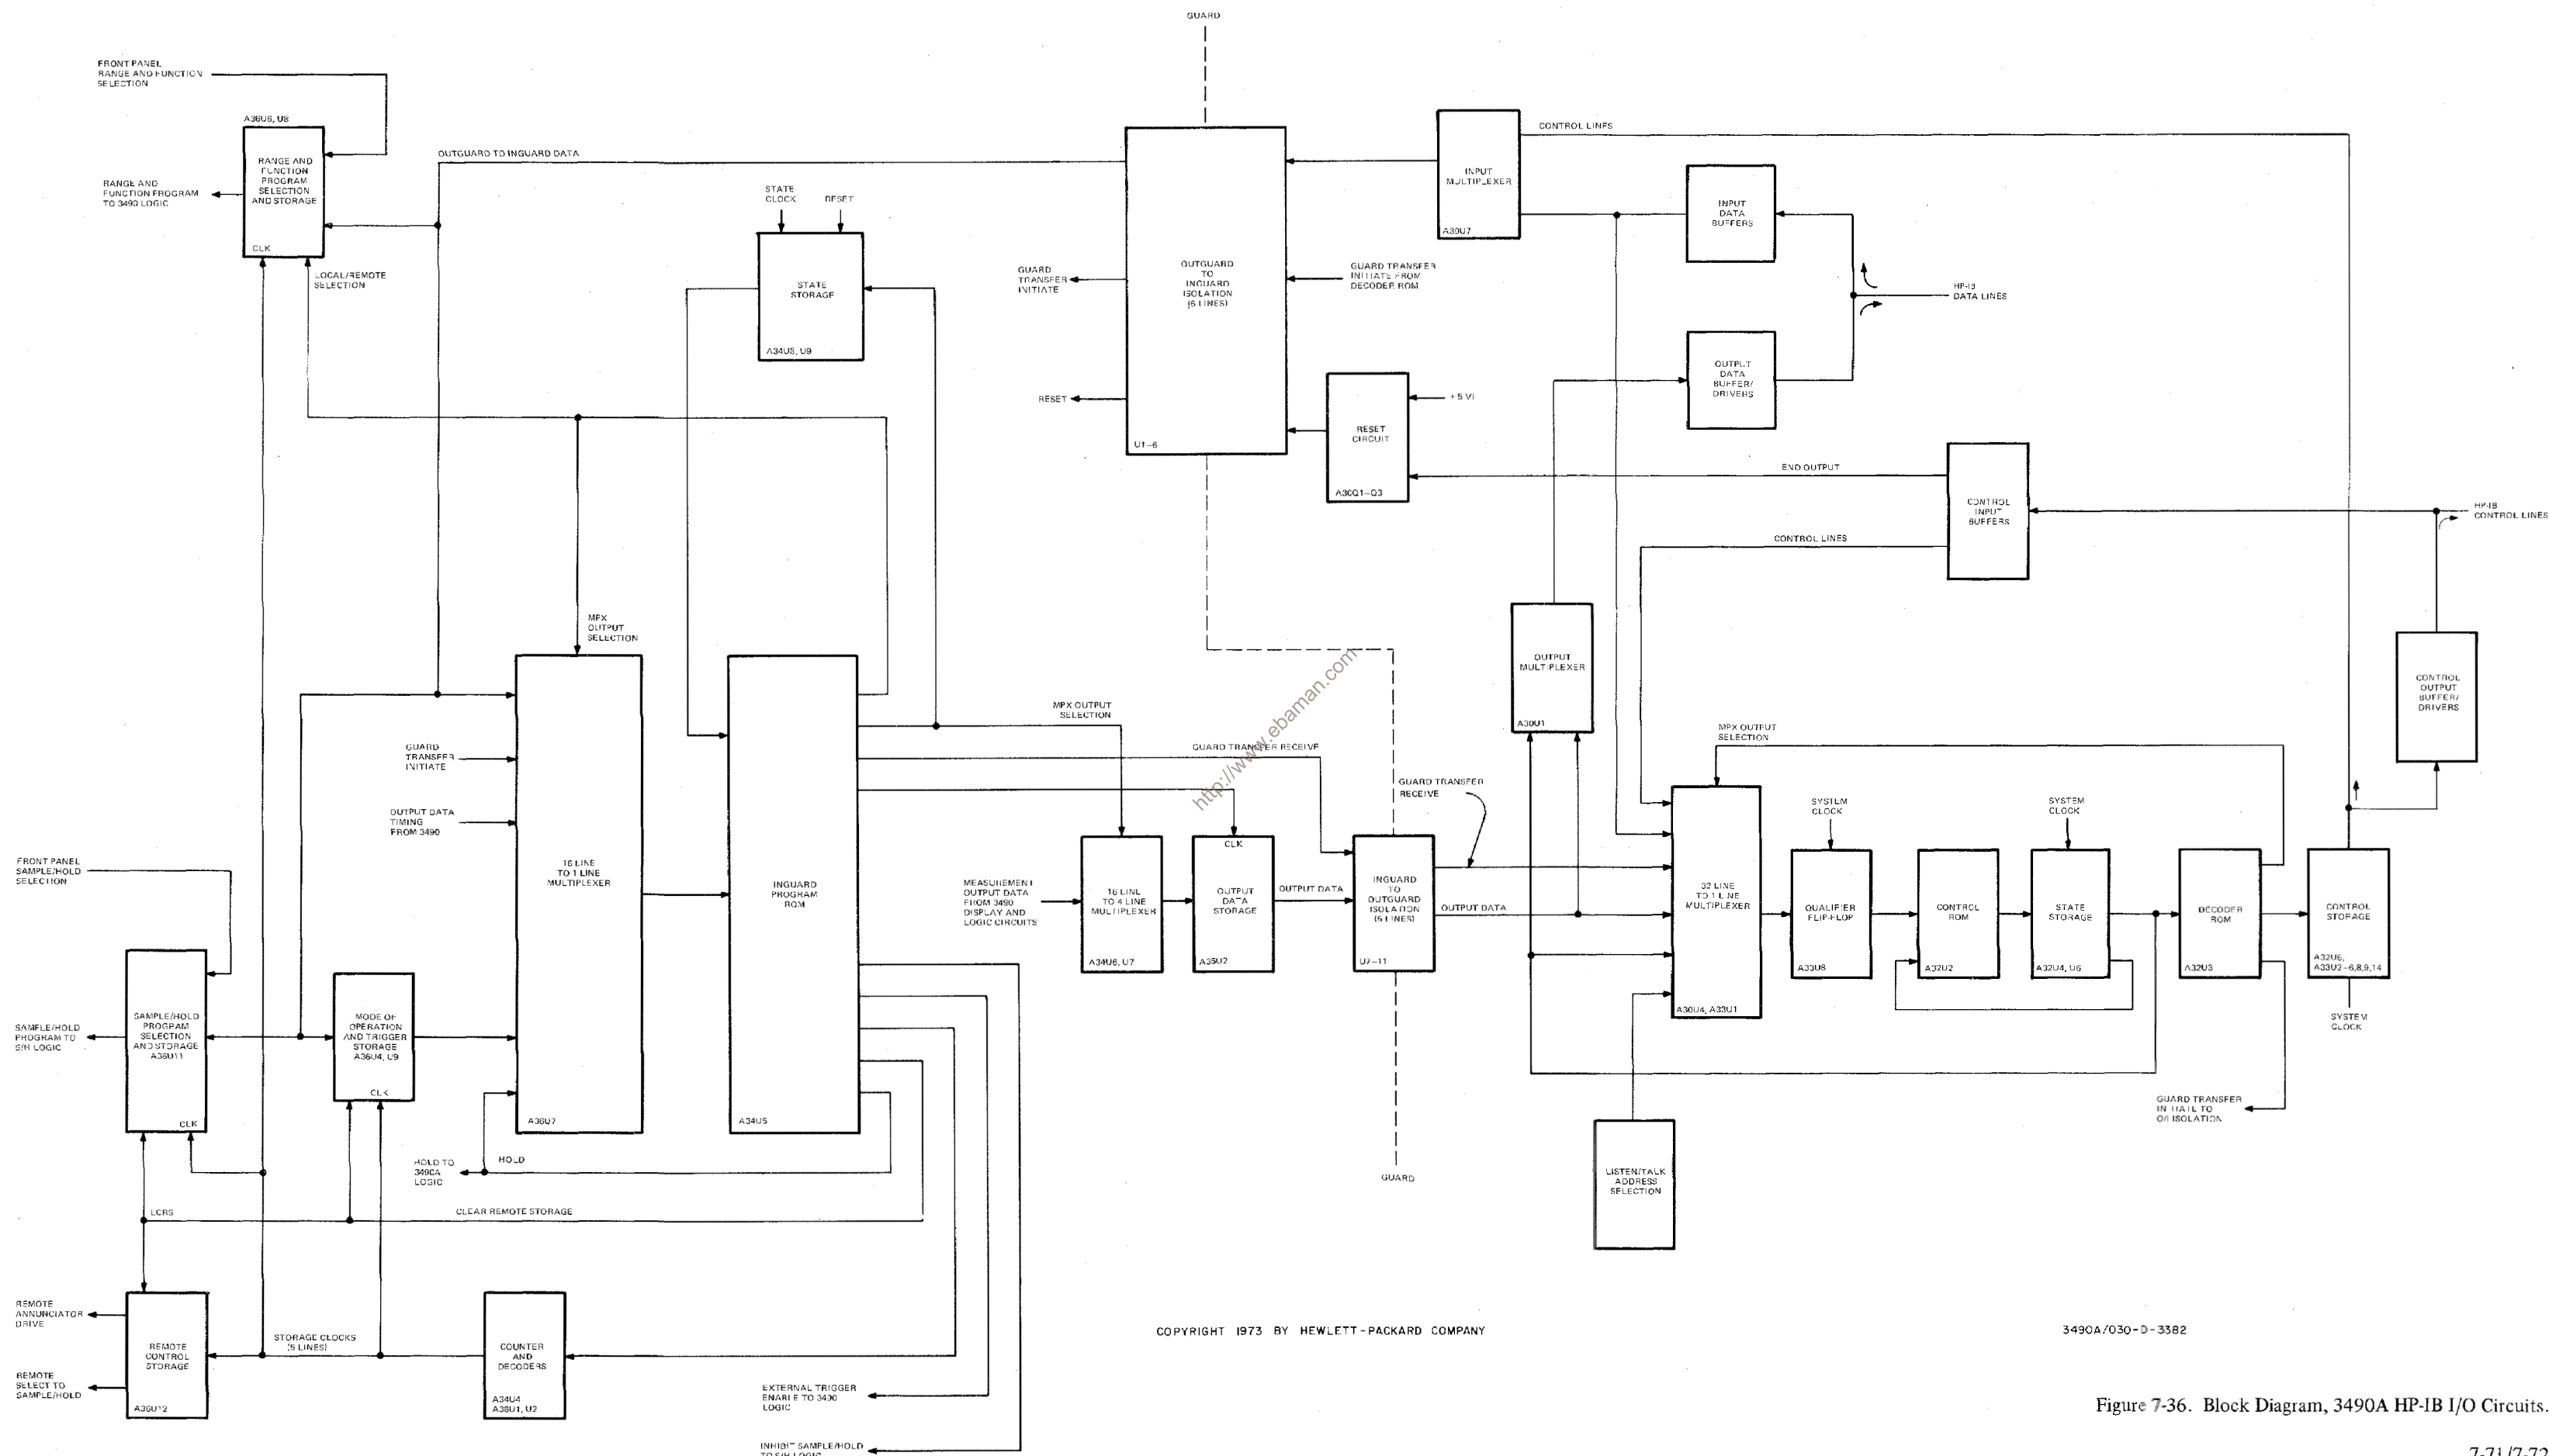 GUARD
FRONT PANEL
RANGE AND FUNCTION
SELECTION
A36U6, U8
RANGE AND
FUNCTION
PROGRAM
SELECTION
AND STORAGE
CLK
RANGE AND
FUNCTION PROGRAM
TO 3490 LOGIC
LOCAL/REMOTE
SELECTION
OUTGUARD TO INGUARD DATA
STATE
CLOCK
RESET
STATE
STORAGE
A34U8, U9
GUARD
TRANSFER
INITIATE
RESET
OUTGUARD
TO
INGUARD
ISOLATION
(6 LINES)
U1-6
GUARD TRANSFER
INITIATE FROM
DECODER ROM
INPUT
MULTIPLEXER
A30U7
CONTROL LINES
INPUT
DATA
BUFFERS
HP-IB
DATA LINES
OUTPUT
DATA
BUFFER/
DRIVERS
RESET
CIRCUIT
A30Q1-Q3
+5 VI
END OUTPUT
CONTROL
INPUT
BUFFERS
HP-IB
CONTROL LINES
CONTROL LINES
CONTROL
OUTPUT
BUFFER/
DRIVERS
OUTPUT
MULTIPLEXER
A30U1
MPX
OUTPUT
SELECTION
GUARD
TRANSFER
INITIATE
OUTPUT DATA
TIMING
FROM 3490
16 LINE
TO 1 LINE
MULTIPLEXER
A36U7
INGUARD
PROGRAM
ROM
A34U5
MPX OUTPUT
SELECTION
GUARD TRANSFER RECEIVE
http://www.ebaman.com
GUARD TRANSFER
RECEIVE
MEASUREMENT
OUTPUT DATA
FROM 3490
DISPLAY AND
LOGIC CIRCUITS
16 LINE
TO 4 LINE
MULTIPLEXER
A34U6, U7
CLK
OUTPUT
DATA
STORAGE
A35U2
OUTPUT DATA
INGUARD
TO
OUTGUARD
ISOLATION
(5 LINES)
U7-11
OUTPUT DATA
GUARD
MPX OUTPUT
SELECTION
32 LINE
TO 1 LINE
MULTIPLEXER
A30U4, A33U1
SYSTEM
CLOCK
QUALIFIER
FLIP-FLOP
A33U8
CONTROL
ROM
A32U2
SYSTEM
CLOCK
STATE
STORAGE
A32U4, U6
DECODER
ROM
A32U3
CONTROL
STORAGE
A32U6,
A33U2-6,8,9,14
SYSTEM
CLOCK
GUARD TRANSFER
INITIATE TO
O/I ISOLATION
LISTEN/TALK
ADDRESS
SELECTION
FRONT PANEL
SAMPLE/HOLD
SELECTION
SAMPLE/HOLD
PROGRAM TO
S/H LOGIC
SAMPLE/HOLD
PROGRAM
SELECTION
AND STORAGE
A36U11
CLK
MODE OF
OPERATION
AND TRIGGER
STORAGE
A36U4, U9
CLK
HOLD TO
3490A
LOGIC
HOLD
LCRS
CLEAR REMOTE STORAGE
REMOTE
ANNUNCIATOR
DRIVE
REMOTE
SELECT TO
SAMPLE/HOLD
REMOTE
CONTROL
STORAGE
A36U12
STORAGE CLOCKS
(5 LINES)
COUNTER
AND
DECODERS
A34U4
A36U1, U2
EXTERNAL TRIGGER
ENABLE TO 3490
LOGIC
INHIBIT SAMPLE/HOLD
TO S/H LOGIC
COPYRIGHT 1973 BY HEWLETT-PACKARD COMPANY
3490A/030-D-3382
Figure 7-36. Block Diagram, 3490A HP-IB I/O Circuits.
7-71/7-72